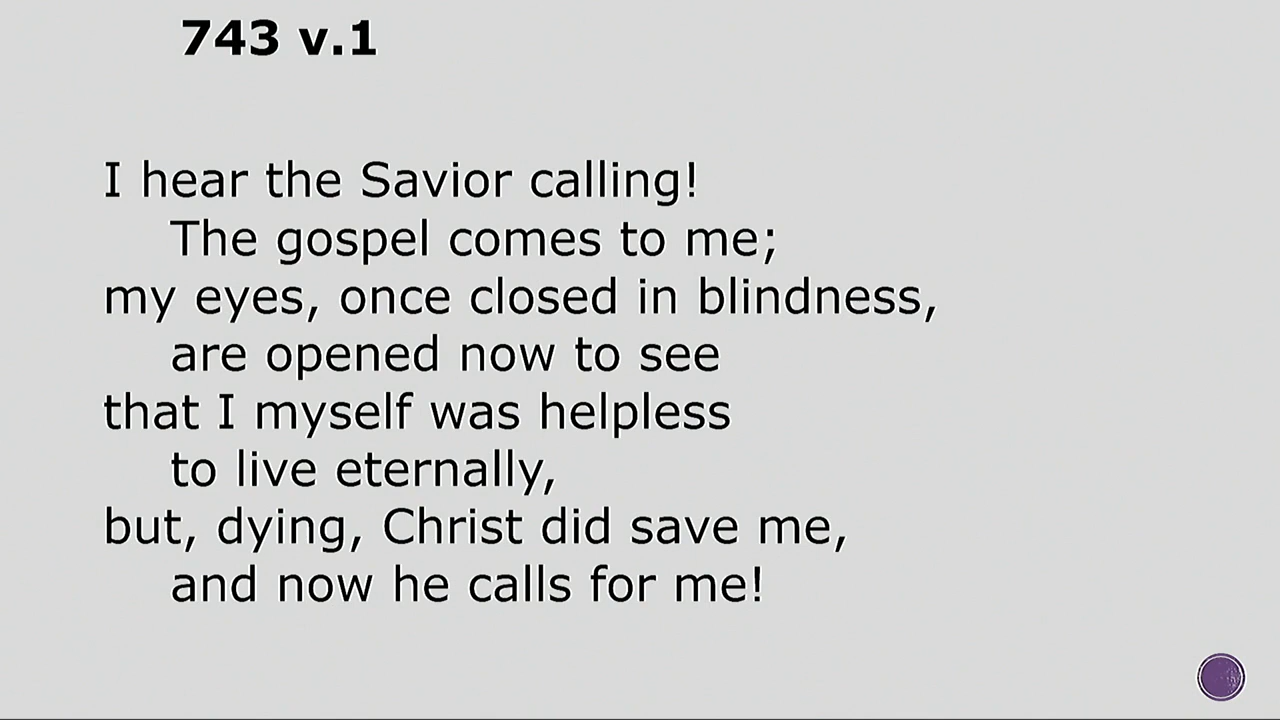 743 v.1
I hear the Savior calling!
The gospel comes to me;
my eyes, once closed in blindness,
are opened now to see
that I myself was helpless
to live eternally,
but, dying, Christ did save me,
and now he calls for me!